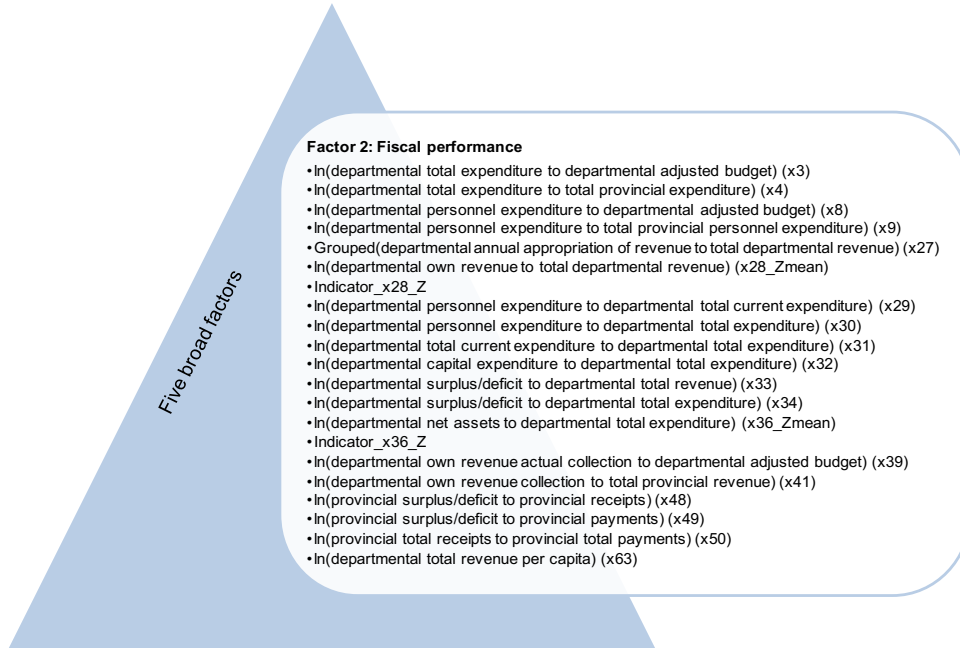 Five broad factors
Factor 2: Fiscal performance
•ln(departmental total expenditure to departmental adjusted budget) (x3)
•ln(departmental total expenditure to total provincial expenditure) (x4)
•ln(departmental personnel expenditure to departmental adjusted budget) (x8)
•ln(departmental personnel expenditure to total provincial personnel expenditure) (x9)
•Grouped(departmental annual appropriation of revenue to total departmental revenue) (x27)
•ln(departmental own revenue to total departmental revenue) (x28_Zmean)
•Indicator_x28_Z
•ln(departmental personnel expenditure to departmental total current expenditure) (x29)
•ln(departmental personnel expenditure to departmental total expenditure) (x30)
•ln(departmental total current expenditure to departmental total expenditure) (x31)
•ln(departmental capital expenditure to departmental total expenditure) (x32)
•ln(departmental surplus/deficit to departmental total revenue) (x33)
•ln(departmental surplus/deficit to departmental total expenditure) (x34)
•ln(departmental net assets to departmental total expenditure) (x36_Zmean)
•Indicator_x36_Z
•ln(departmental own revenue actual collection to departmental adjusted budget) (x39)
•ln(departmental own revenue collection to total provincial revenue) (x41)
•ln(provincial surplus/deficit to provincial receipts) (x48)
•ln(provincial surplus/deficit to provincial payments) (x49)
•ln(provincial total receipts to provincial total payments) (x50)
•ln(departmental total revenue per capita) (x63)